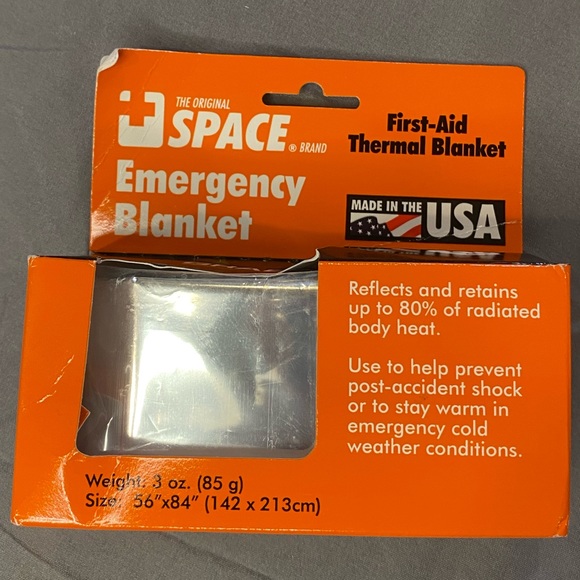 THE ORIGINAL
SPACE® BRAND
Emergency
Blanket
First-Aid
Thermal Blanket
MADE IN THE USA
Reflects and retains
up to 80% of radiated
body heat.
Use to help prevent
post-accident shock
or to stay warm in
emergency cold
weather conditions.
Weight: 3 oz. (85 g)
Size: 56"x84" (142 x 213cm)